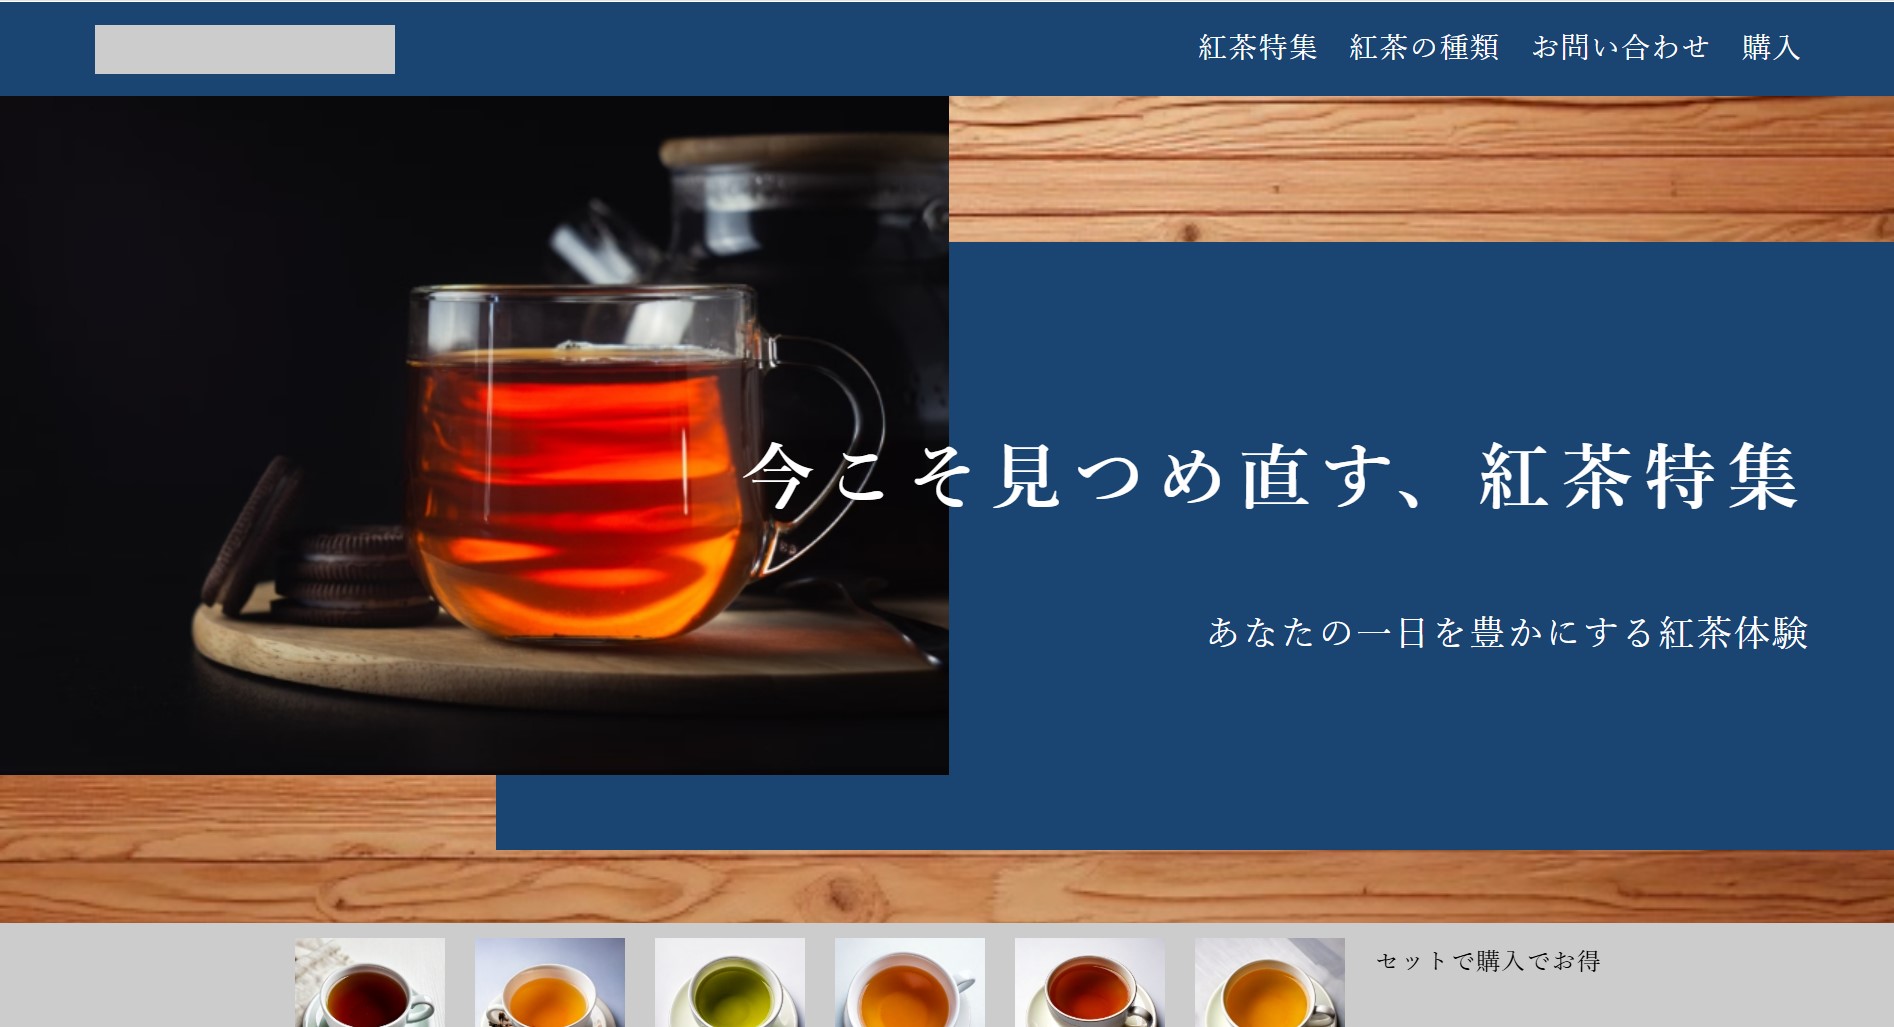 紅茶特集 紅茶の種類 お問い合わせ 購入
今こそ見つめ直す、紅茶特集
あなたの一日を豊かにする紅茶体験
セットで購入でお得